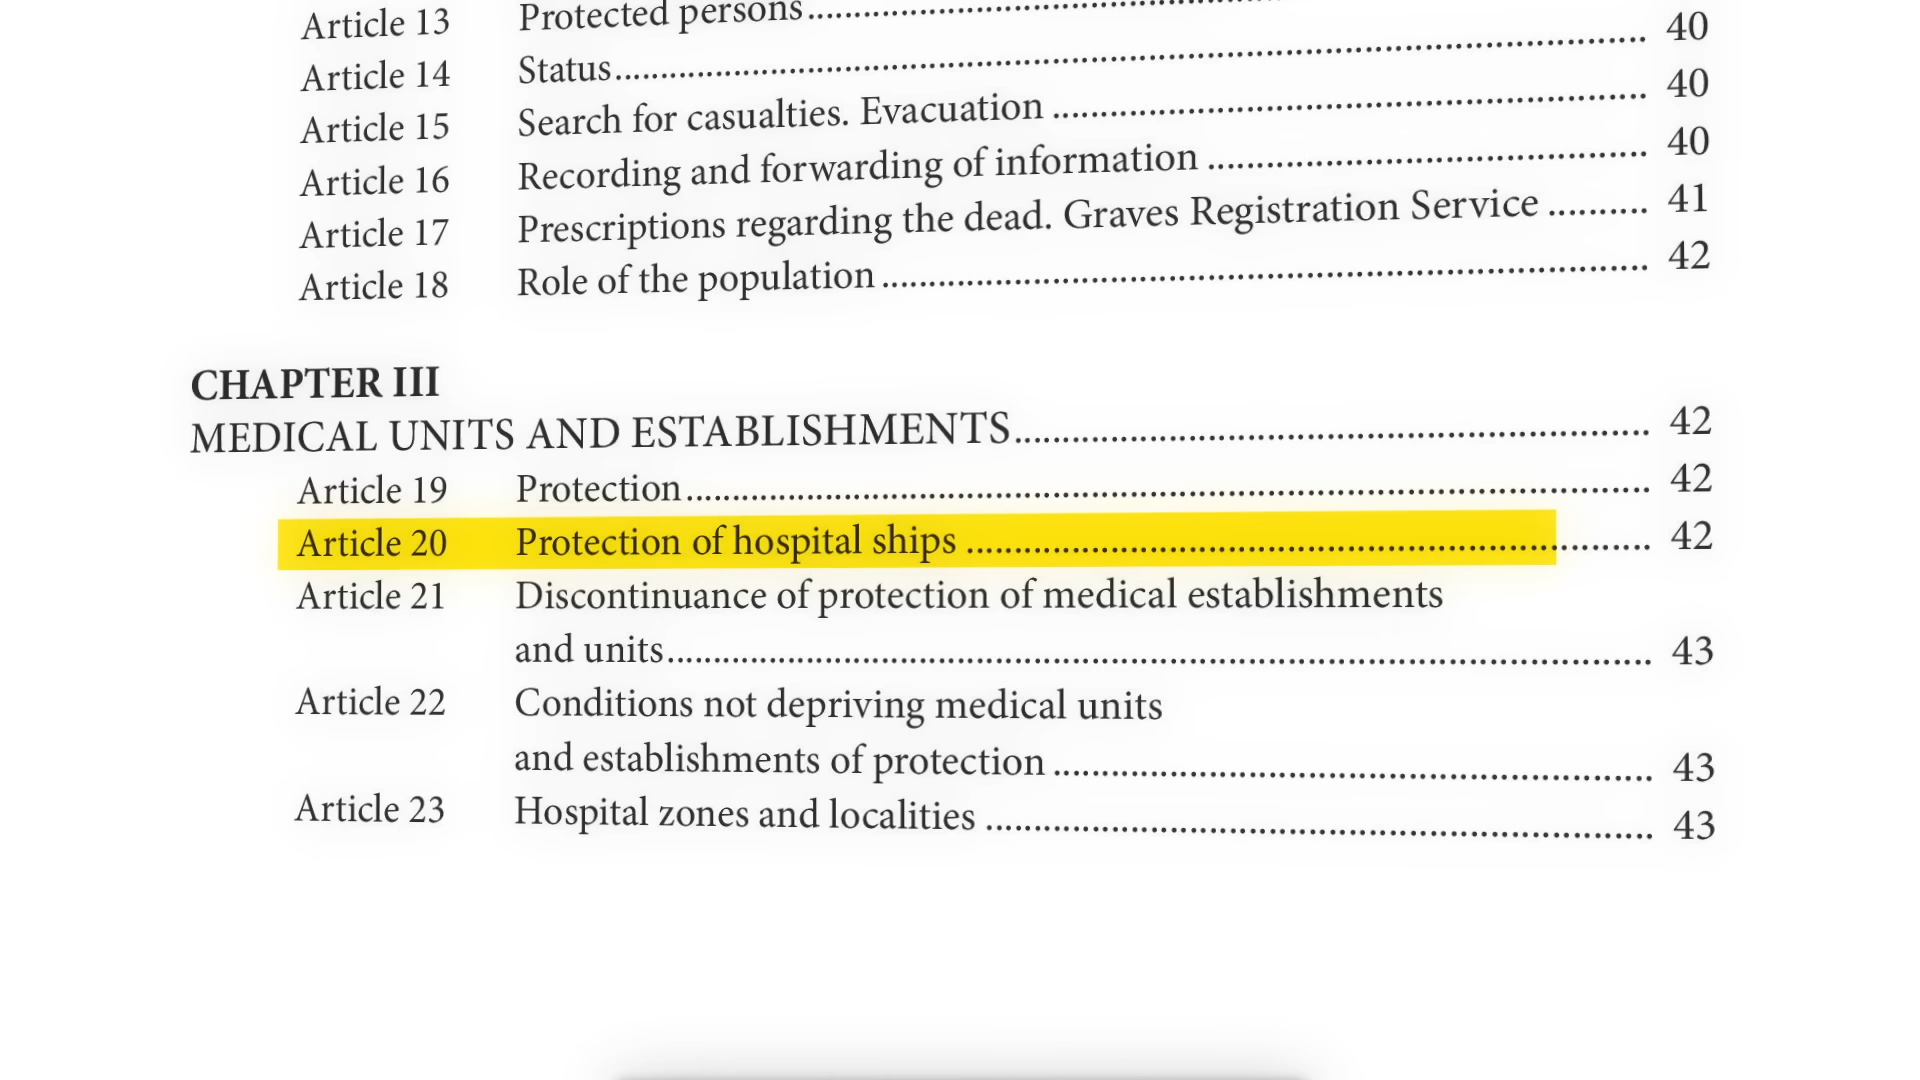 Article 13 Protected persons....................
Article 14 Status.................... 40
Article 15 Search for casualties. Evacuation .................... 40
Article 16 Recording and forwarding of information .................... 40
Article 17 Prescriptions regarding the dead. Graves Registration Service .......... 41
Article 18 Role of the population.................... 42
CHAPTER III
MEDICAL UNITS AND ESTABLISHMENTS.................... 42
Article 19 Protection.................... 42
Article 20 Protection of hospital ships .................... 42
Article 21 Discontinuance of protection of medical establishments
and units.................... 43
Article 22 Conditions not depriving medical units
and establishments of protection .................... 43
Article 23 Hospital zones and localities .................... 43